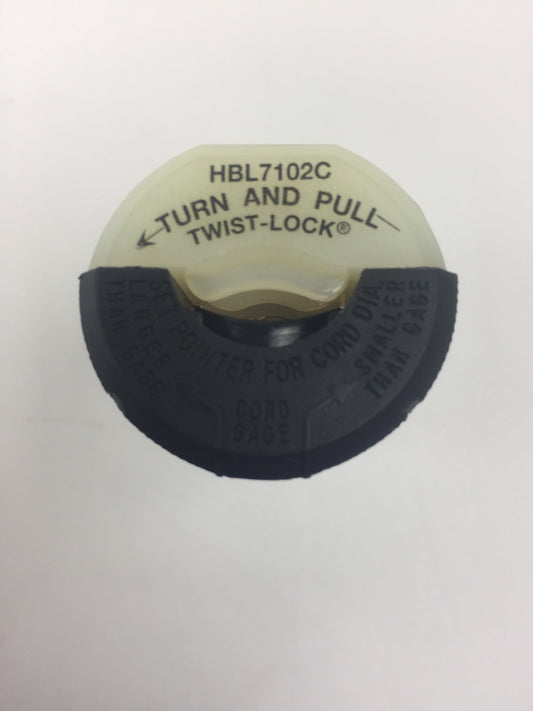 HBL7102C
TURN AND PULL
TWIST-LOCK®
SET POINTER FOR CORD DIA.
LARGER
THAN GAGE
CORD
GAGE
SMALLER
THAN GAGE